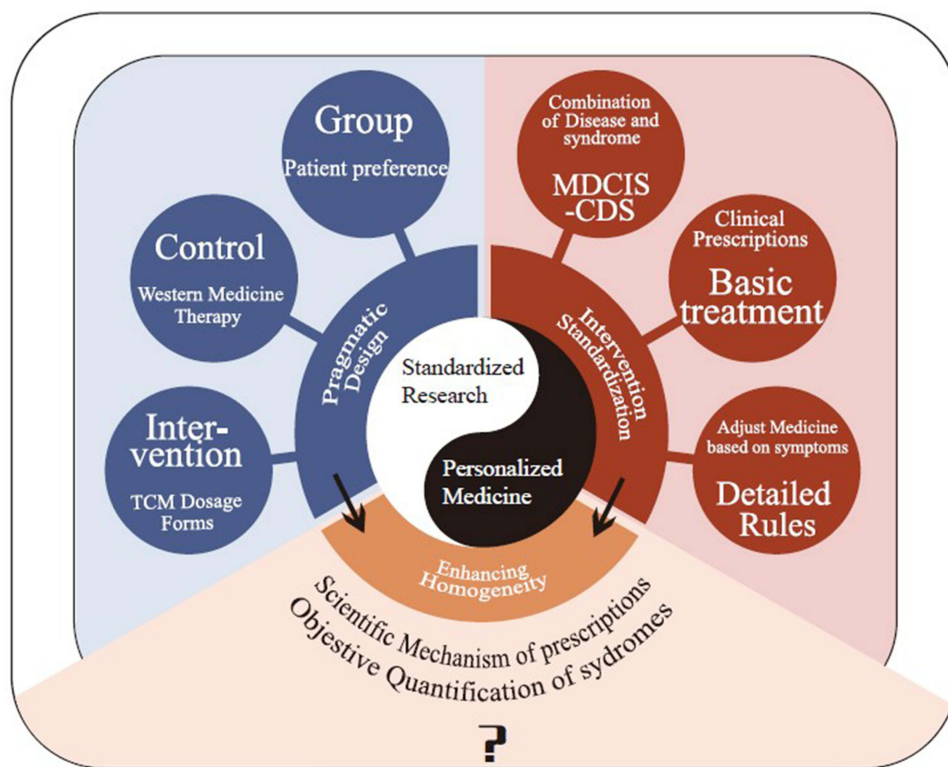 Group
Patient preference
Control
Western Medicine
Therapy
Inter-
vention
TCM Dosage
Forms
Pragmatic
Design
Combination
of Disease and
syndrome
MDCIS
-CDS
Clinical
Prescriptions
Basic
treatment
Adjust Medicine
based on symptoms
Detailed
Rules
Intervention
Standardization
Standardized
Research
Personalized
Medicine
Enhancing
Homogeneity
Scientific Mechanism of prescriptions
Objestive Quantification of sydromes
?